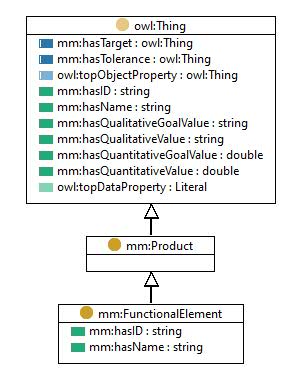 owl:Thing
mm:hasTarget : owl:Thing
mm:hasTolerance : owl:Thing
owl:topObjectProperty : owl:Thing
mm:hasID : string
mm:hasName : string
mm:hasQualitativeGoalValue : string
mm:hasQualitativeValue : string
mm:hasQuantitativeGoalValue : double
mm:hasQuantitativeValue : double
owl:topDataProperty : Literal
mm:Product
mm:FunctionalElement
mm:hasID : string
mm:hasName : string